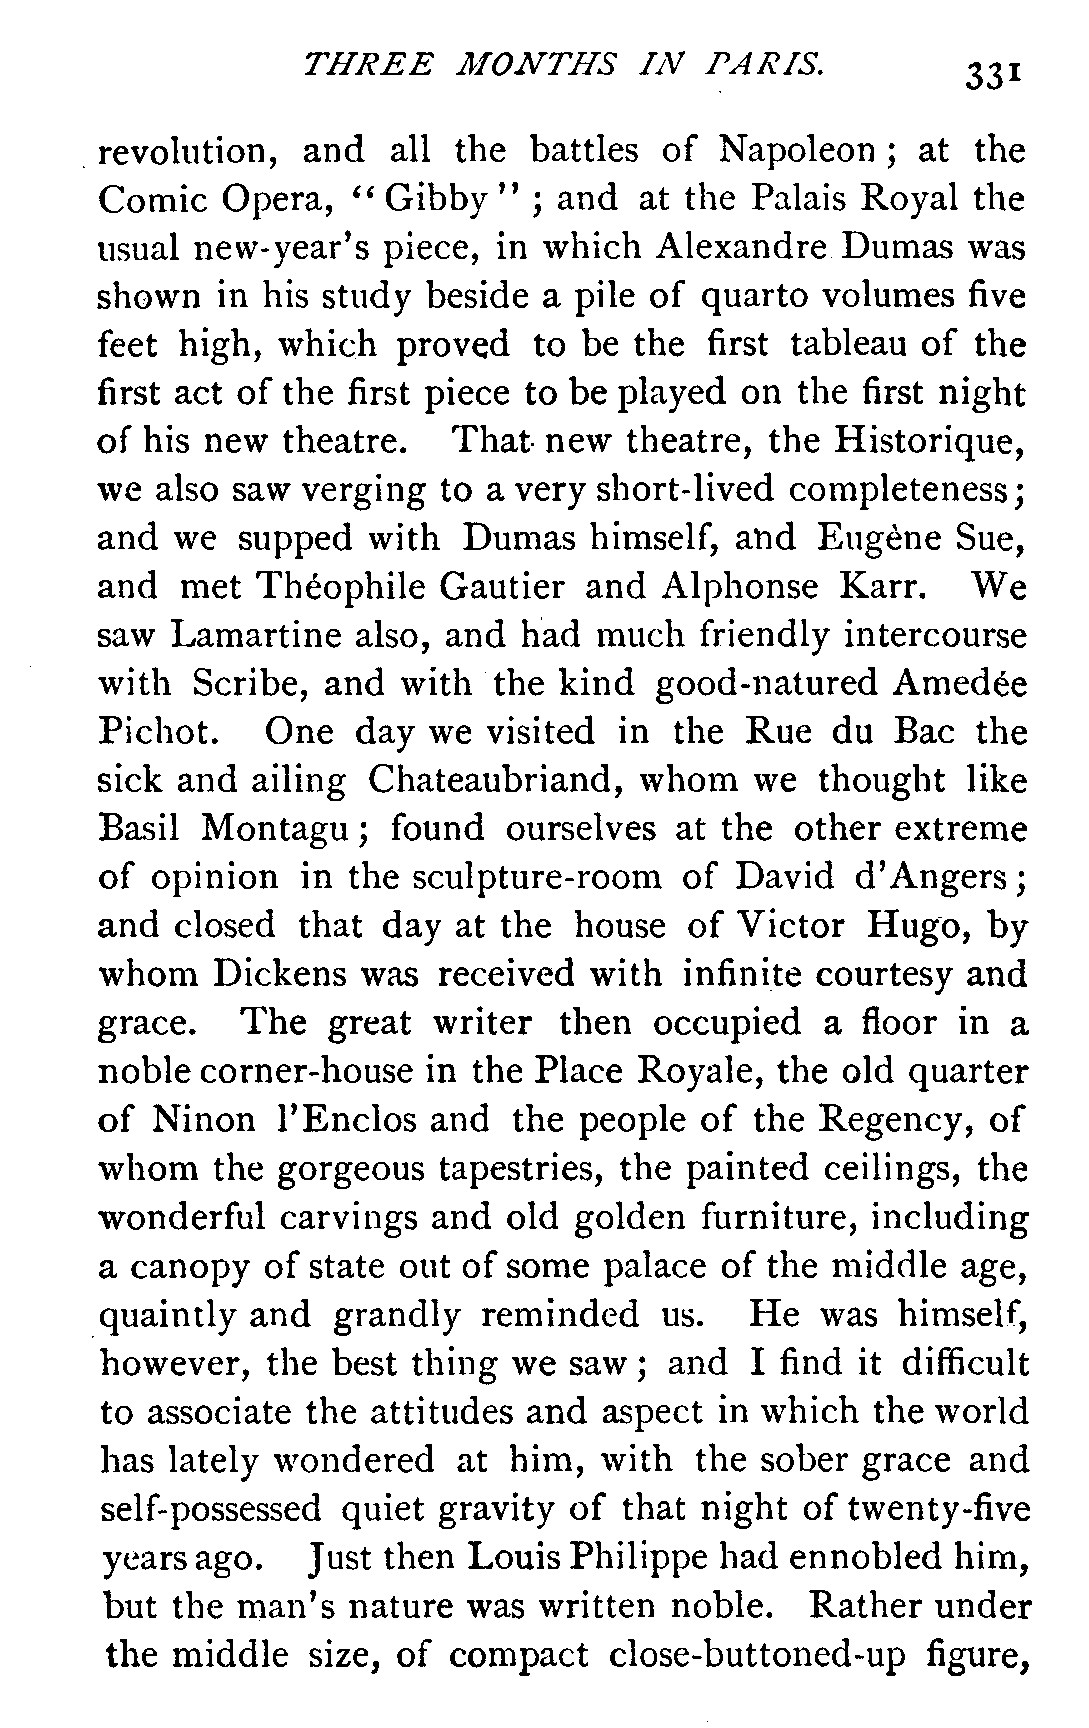 THREE MONTHS IN PARIS. 331
revolution, and all the battles of Napoleon ; at the
Comic Opera, “ Gibby ” ; and at the Palais Royal the
usual new-year’s piece, in which Alexandre Dumas was
shown in his study beside a pile of quarto volumes five
feet high, which proved to be the first tableau of the
first act of the first piece to be played on the first night
of his new theatre. That new theatre, the Historique,
we also saw verging to a very short-lived completeness ;
and we supped with Dumas himself, and Eugène Sue,
and met Théophile Gautier and Alphonse Karr. We
saw Lamartine also, and had much friendly intercourse
with Scribe, and with the kind good-natured Amedée
Pichot. One day we visited in the Rue du Bac the
sick and ailing Chateaubriand, whom we thought like
Basil Montagu ; found ourselves at the other extreme
of opinion in the sculpture-room of David d’Angers ;
and closed that day at the house of Victor Hugo, by
whom Dickens was received with infinite courtesy and
grace. The great writer then occupied a floor in a
noble corner-house in the Place Royale, the old quarter
of Ninon l’Enclos and the people of the Regency, of
whom the gorgeous tapestries, the painted ceilings, the
wonderful carvings and old golden furniture, including
a canopy of state out of some palace of the middle age,
quaintly and grandly reminded us. He was himself,
however, the best thing we saw ; and I find it difficult
to associate the attitudes and aspect in which the world
has lately wondered at him, with the sober grace and
self-possessed quiet gravity of that night of twenty-five
years ago. Just then Louis Philippe had ennobled him,
but the man’s nature was written noble. Rather under
the middle size, of compact close-buttoned-up figure,